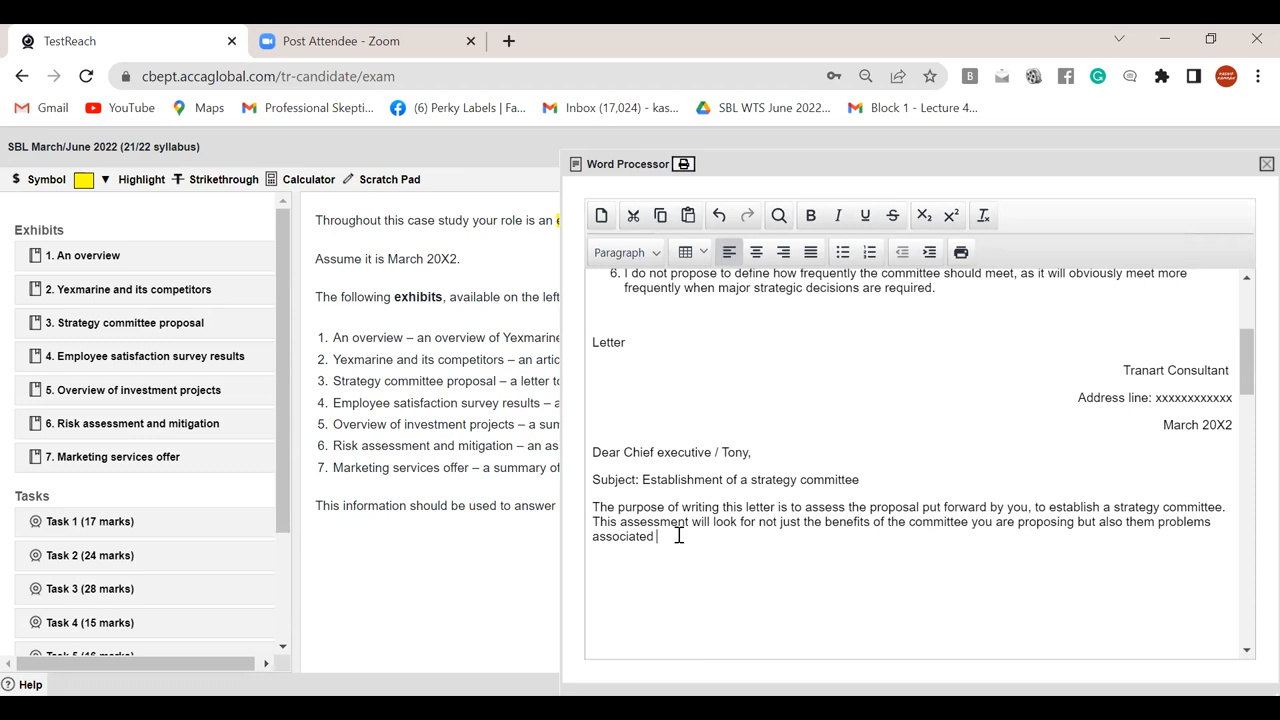 TestReach
Post Attendee - Zoom
cbept.accaglobal.com/tr-candidate/exam
Gmail
YouTube
Maps
Professional Skepti...
(6) Perky Labels | Fa...
Inbox (17,024) - kas...
SBL WTS June 2022...
Block 1 - Lecture 4...
SBL March/June 2022 (21/22 syllabus)
$ Symbol
Highlight
Strikethrough
Calculator
Scratch Pad
Exhibits
1. An overview
2. Yexmarine and its competitors
3. Strategy committee proposal
4. Employee satisfaction survey results
5. Overview of investment projects
6. Risk assessment and mitigation
7. Marketing services offer
Tasks
Task 1 (17 marks)
Task 2 (24 marks)
Task 3 (28 marks)
Task 4 (15 marks)
Help
Throughout this case study your role is an
Assume it is March 20X2.
The following exhibits, available on the left
1. An overview – an overview of Yexmarine
2. Yexmarine and its competitors – an artic
3. Strategy committee proposal – a letter to
4. Employee satisfaction survey results – a
5. Overview of investment projects – a sum
6. Risk assessment and mitigation – an as
7. Marketing services offer – a summary of
This information should be used to answer
Word Processor
B I U S X2 X2 Tx
Paragraph
6. I do not propose to define how frequently the committee should meet, as it will obviously meet more
frequently when major strategic decisions are required.
Letter
Tranart Consultant
Address line: xxxxxxxxxxxx
March 20X2
Dear Chief executive / Tony,
Subject: Establishment of a strategy committee
The purpose of writing this letter is to assess the proposal put forward by you, to establish a strategy committee.
This assessment will look for not just the benefits of the committee you are proposing but also them problems
associated